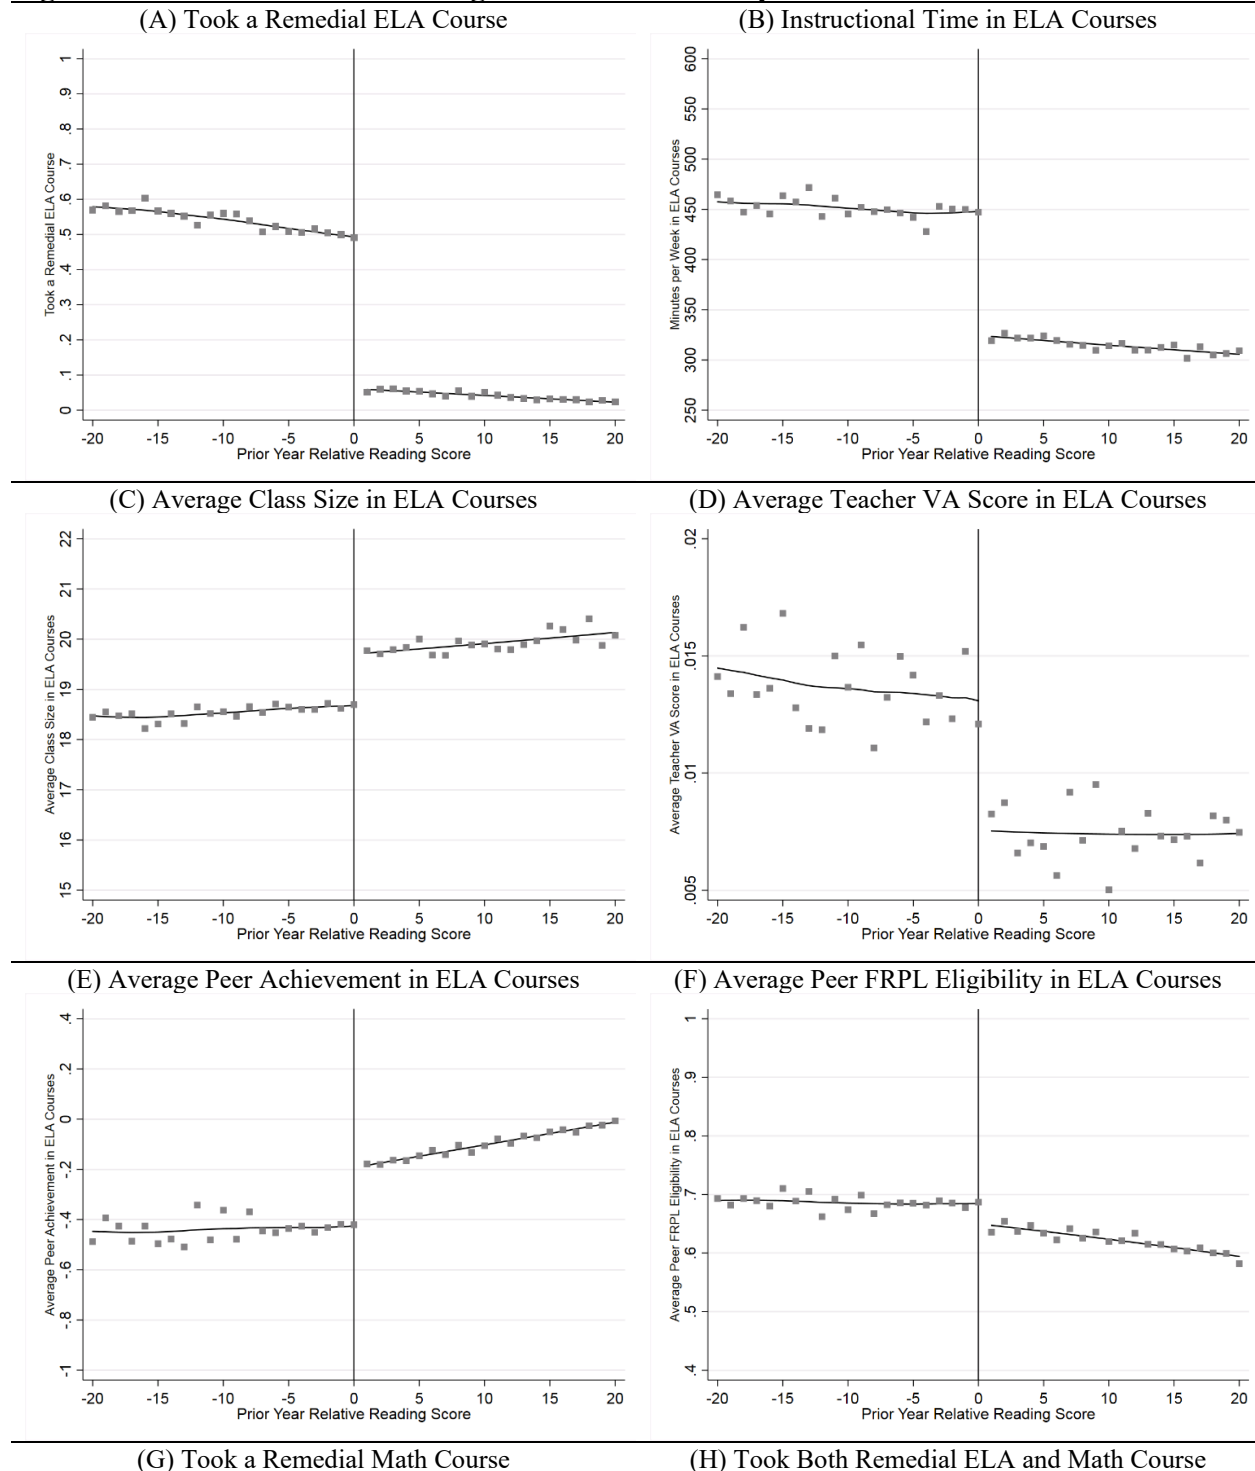 (A) Took a Remedial ELA Course
(B) Instructional Time in ELA Courses
Took a Remedial ELA Course
1
.9
.8
.7
.6
.5
.4
.3
.2
.1
0
-20 -15 -10 -5 0 5 10 15 20
Prior Year Relative Reading Score
Minutes per Week in ELA Courses
600
550
500
450
400
350
300
250
-20 -15 -10 -5 0 5 10 15 20
Prior Year Relative Reading Score
(C) Average Class Size in ELA Courses
(D) Average Teacher VA Score in ELA Courses
Average Class Size in ELA Courses
22
21
20
19
18
17
16
15
-20 -15 -10 -5 0 5 10 15 20
Prior Year Relative Reading Score
Average Teacher VA Score in ELA Courses
.02
.015
.01
.005
-20 -15 -10 -5 0 5 10 15 20
Prior Year Relative Reading Score
(E) Average Peer Achievement in ELA Courses
(F) Average Peer FRPL Eligibility in ELA Courses
Average Peer Achievement in ELA Courses
.4
.2
0
-.2
-.4
-.6
-.8
-1
-20 -15 -10 -5 0 5 10 15 20
Prior Year Relative Reading Score
Average Peer FRPL Eligibility in ELA Courses
1
.9
.8
.7
.6
.5
.4
-20 -15 -10 -5 0 5 10 15 20
Prior Year Relative Reading Score
(G) Took a Remedial Math Course
(H) Took Both Remedial ELA and Math Course